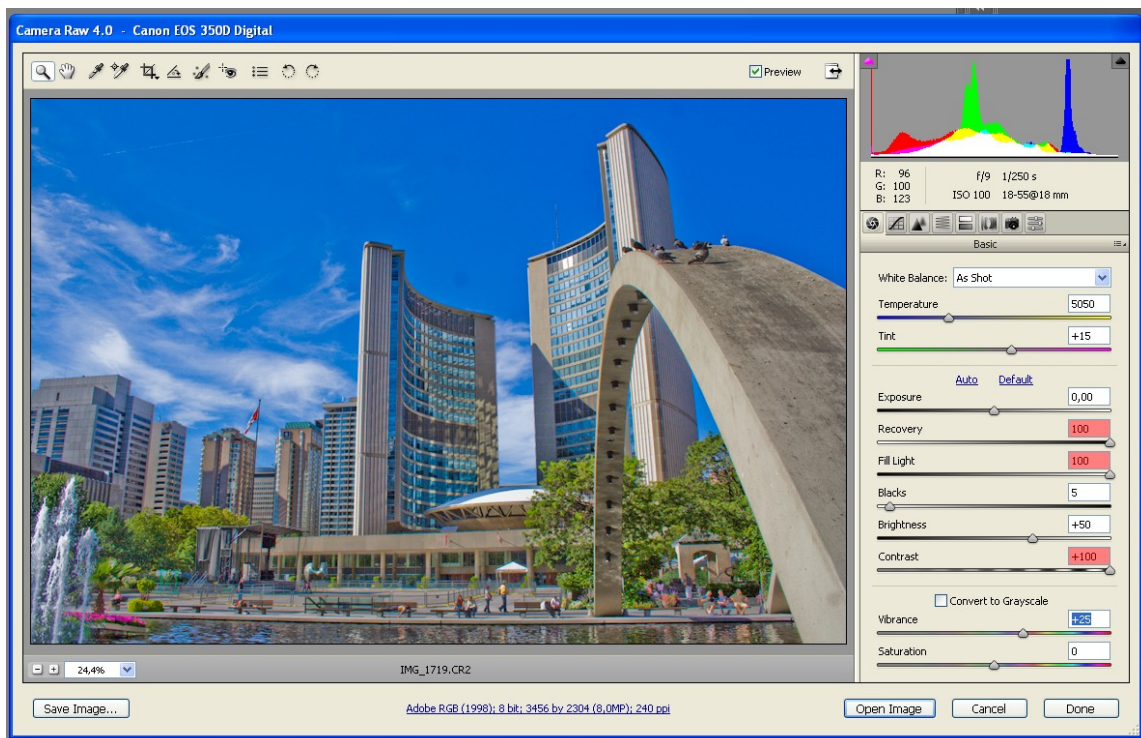 Camera Raw 4.0 - Canon EOS 350D Digital
Preview
R: 96
G: 100
B: 123
f/9 1/250 s
ISO 100 18-55@18 mm
Basic
White Balance: As Shot
Temperature 5050
Tint +15
Auto Default
Exposure 0,00
Recovery 100
Fill Light 100
Blacks 5
Brightness +50
Contrast +100
Convert to Grayscale
Vibrance +25
Saturation 0
24,4% IMG_1719.CR2
Save Image... Adobe RGB (1998); 8 bit; 3456 by 2304 (8,0MP); 240 ppi Open Image Cancel Done